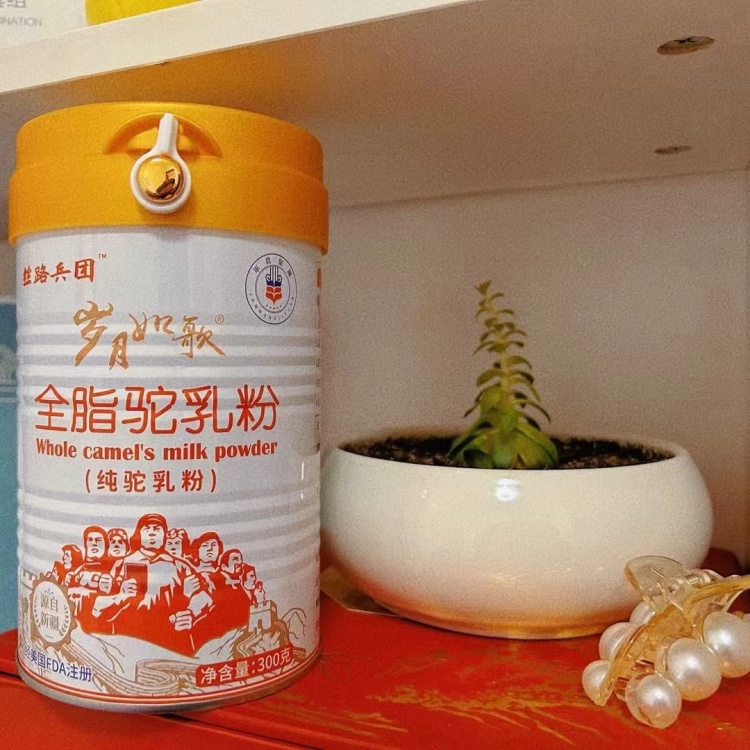 INATION
丝路兵团™
岁月如歌®
全脂驼乳粉
Whole camel's milk powder
(纯驼乳粉)
源自
新疆
美国FDA注册
净含量:300克